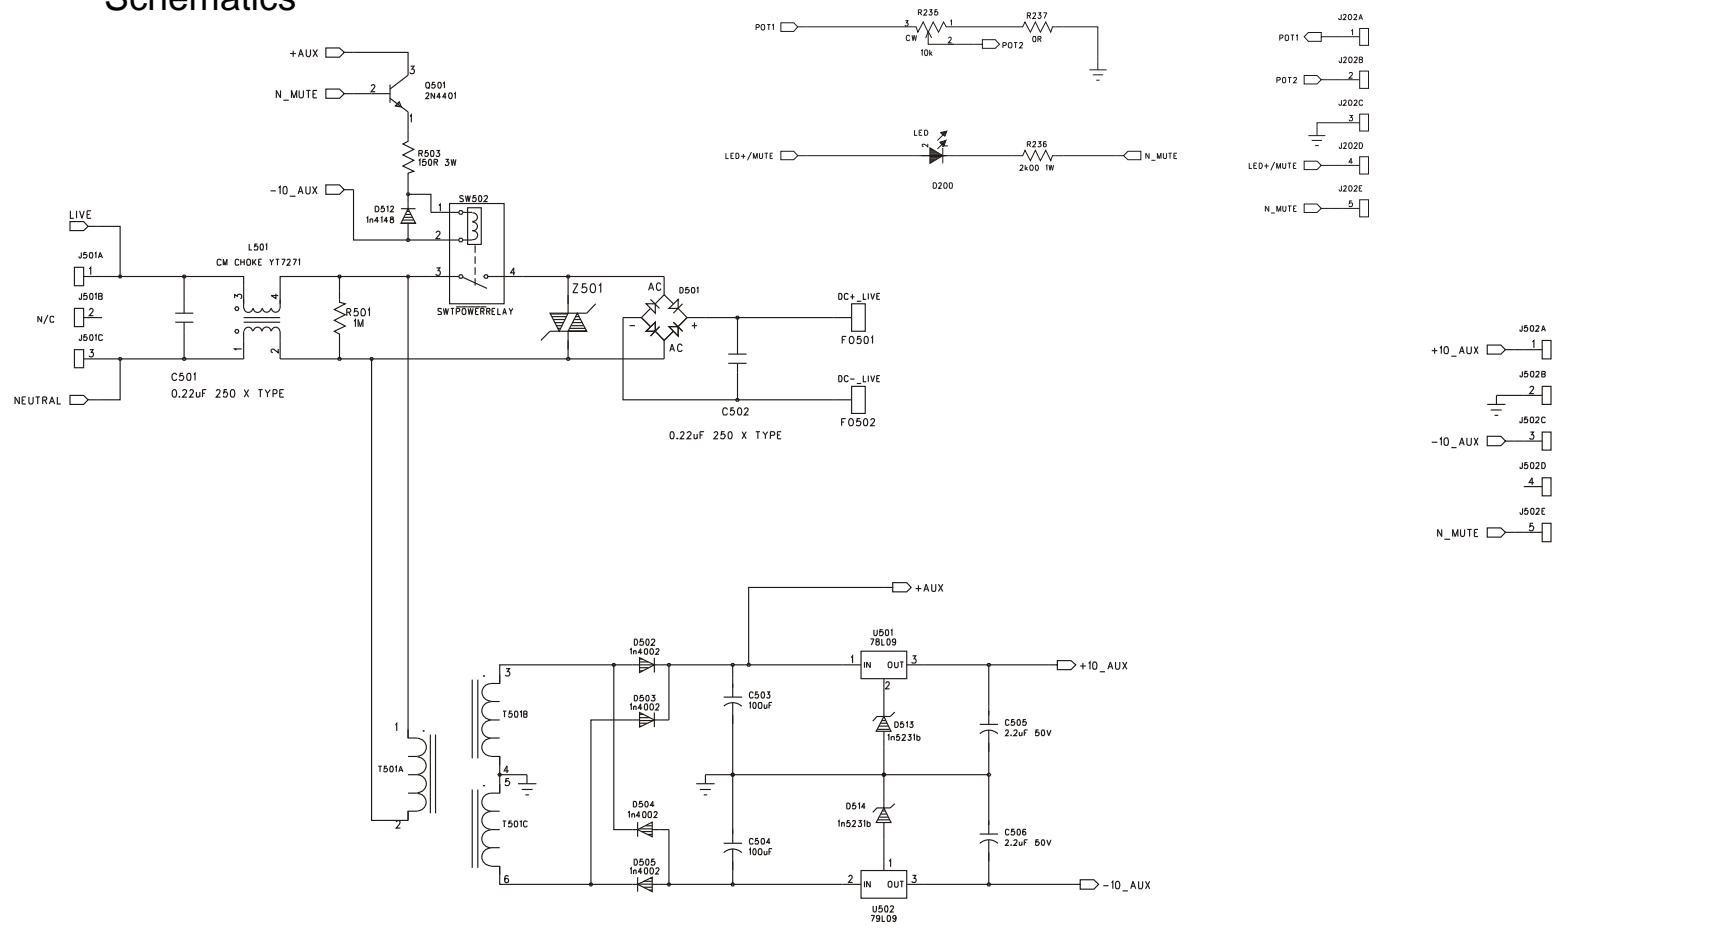 Schematics
+AUX
3
Q501
2N4401
N_MUTE
2
1
R503
150R 3W
-10_AUX
D512
1n4148
SW502
1
2
3
4
SWTPOWERRELAY
LIVE
J501A
1
J501B
2
N/C
J501C
3
NEUTRAL
L501
CM CHOKE YT7271
3
4
1
2
C501
0.22uF 250 X TYPE
R501
1M
Z501
AC
D501
-
+
AC
DC+_LIVE
F0501
DC-_LIVE
F0502
C502
0.22uF 250 X TYPE
POT1
R235
3
1
CW
2
10k
POT2
R237
0R
LED+/MUTE
LED
2
1
D200
R236
2k00 1W
N_MUTE
J202A
POT1
1
J202B
POT2
2
J202C
3
J202D
LED+/MUTE
4
J202E
N_MUTE
5
J502A
+10_AUX
1
J502B
2
J502C
-10_AUX
3
J502D
4
J502E
N_MUTE
5
+AUX
D502
1n4002
D503
1n4002
D504
1n4002
D505
1n4002
1
T501A
2
3
T501B
4
5
T501C
6
C503
100uF
C504
100uF
U501
78L09
1
IN
OUT
3
2
D513
1n5231b
D514
1n5231b
1
2
IN
OUT
3
U502
79L09
C505
2.2uF 50V
C506
2.2uF 50V
+10_AUX
-10_AUX